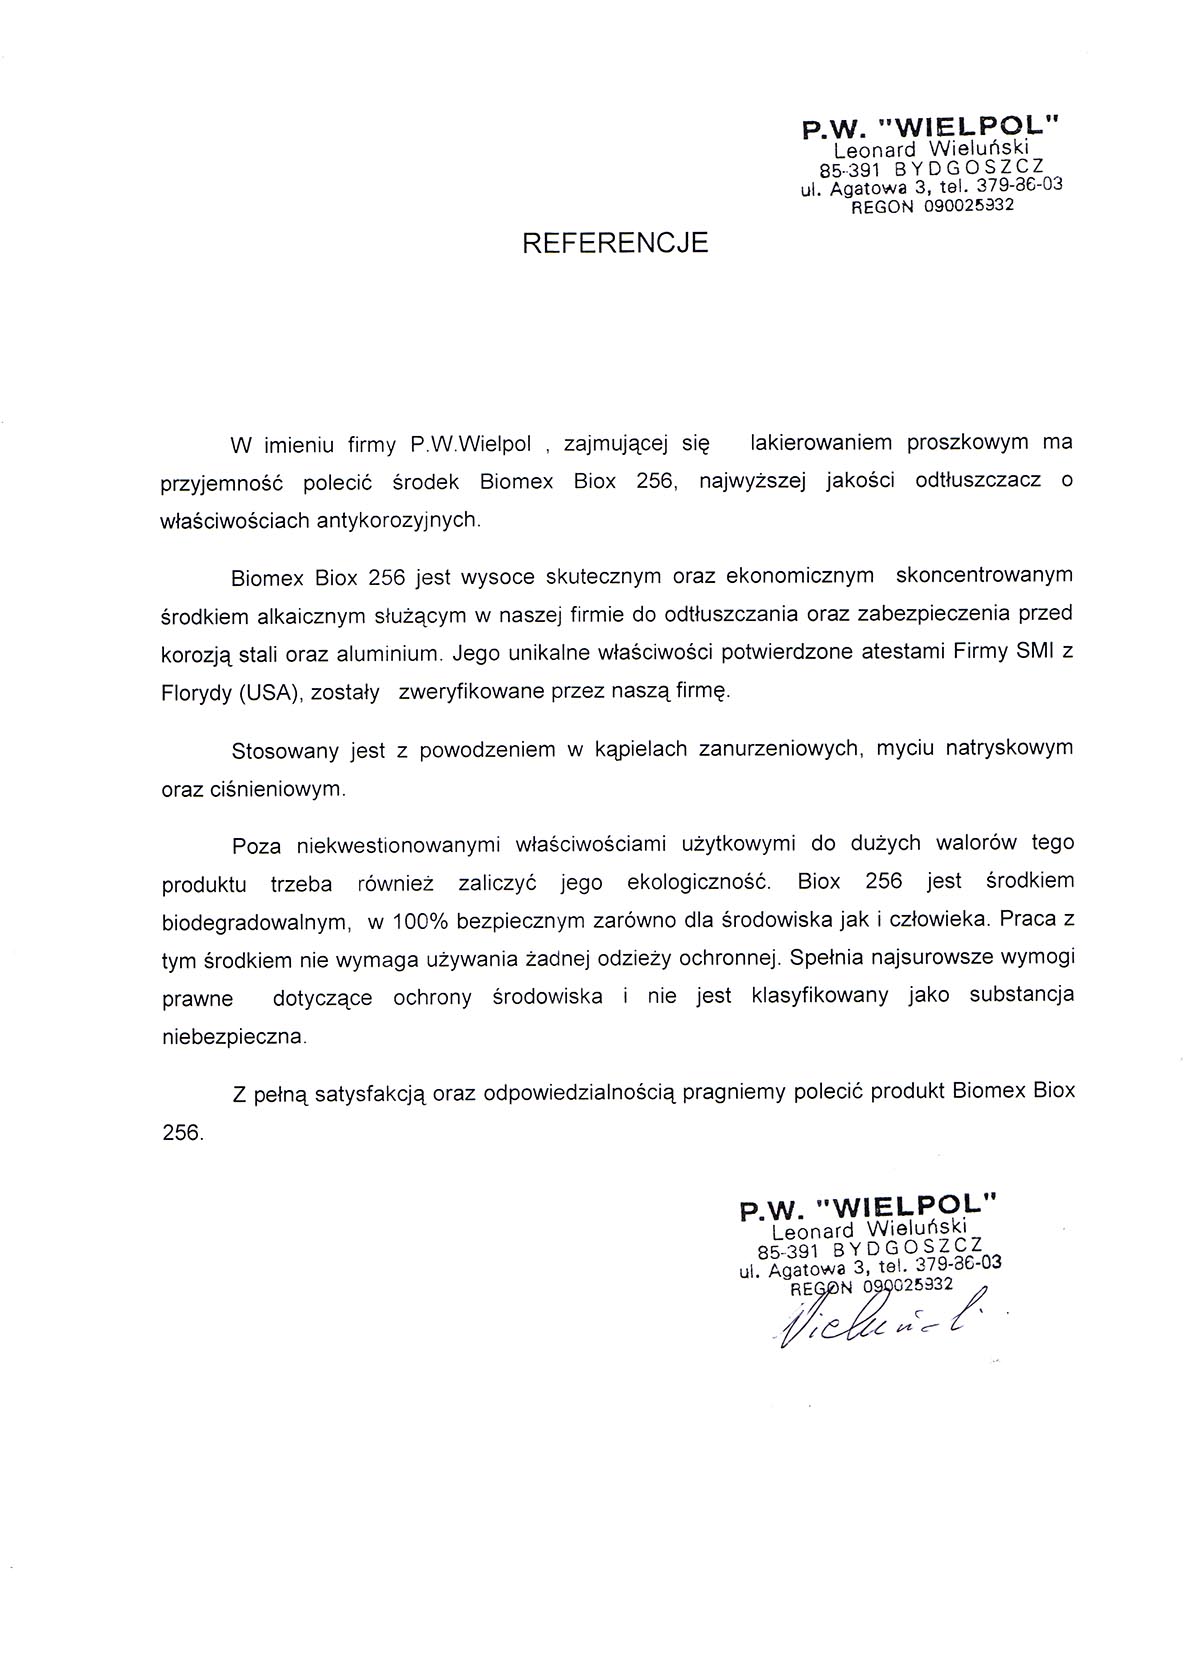 P.W. "WIELPOL"
Leonard Wieluński
85-391 BYDGOSZCZ
ul. Agatowa 3, tel. 379-86-03
REGON 090025932
REFERENCJE
W imieniu firmy P.W.Wielpol , zajmującej się lakierowaniem proszkowym ma
przyjemność polecić środek Biomex Biox 256, najwyższej jakości odtłuszczacz o
właściwościach antykorozyjnych.
Biomex Biox 256 jest wysoce skutecznym oraz ekonomicznym skoncentrowanym
środkiem alkaicznym służącym w naszej firmie do odtłuszczania oraz zabezpieczenia przed
korozją stali oraz aluminium. Jego unikalne właściwości potwierdzone atestami Firmy SMI z
Florydy (USA), zostały zweryfikowane przez naszą firmę.
Stosowany jest z powodzeniem w kąpielach zanurzeniowych, myciu natryskowym
oraz ciśnieniowym.
Poza niekwestionowanymi właściwościami użytkowymi do dużych walorów tego
produktu trzeba również zaliczyć jego ekologiczność. Biox 256 jest środkiem
biodegradowalnym, w 100% bezpiecznym zarówno dla środowiska jak i człowieka. Praca z
tym środkiem nie wymaga używania żadnej odzieży ochronnej. Spełnia najsurowsze wymogi
prawne dotyczące ochrony środowiska i nie jest klasyfikowany jako substancja
niebezpieczna.
Z pełną satysfakcją oraz odpowiedzialnością pragniemy polecić produkt Biomex Biox
256.
P.W. "WIELPOL"
Leonard Wieluński
85-391 BYDGOSZCZ
ul. Agatowa 3, tel. 379-86-03
REGON 090025932